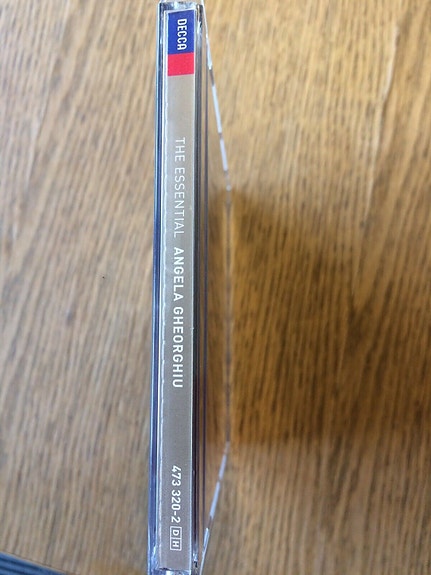 DECCA
THE ESSENTIAL ANGELA GHEORGHIU
473 320-2 DH